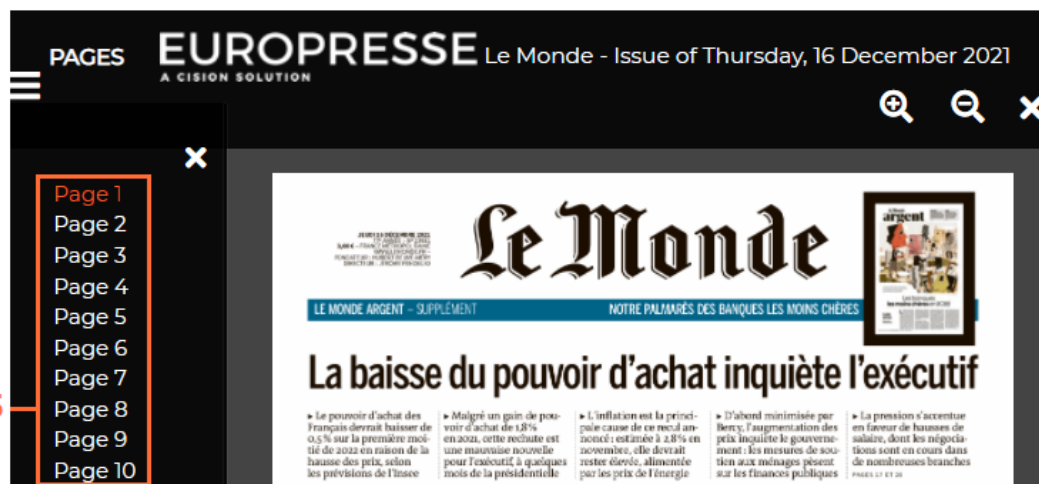 PAGES
EUROPRESSE
A CISION SOLUTION
Le Monde - Issue of Thursday, 16 December 2021
Page 1
Page 2
Page 3
Page 4
Page 5
Page 6
Page 7
Page 8
Page 9
Page 10
JEUDI 16 DÉCEMBRE 2021
Le Monde
argent
LE MONDE ARGENT – SUPPLÉMENT
NOTRE PALMARÈS DES BANQUES LES MOINS CHÈRES
La baisse du pouvoir d'achat inquiète l'exécutif
▸ Le pouvoir d'achat des
Français devrait baisser de
0,5 % sur la première moi-
tié de 2022 en raison de la
hausse des prix, selon
les prévisions de l'Insee
▸ Malgré un gain de pou-
voir d'achat de 1,8 %
en 2021, cette rechute est
une mauvaise nouvelle
pour l'exécutif, à quelques
mois de la présidentielle
▸ L'inflation est la princi-
pale cause de ce recul an-
noncé : estimée à 2,8 % en
novembre, elle devrait
rester élevée, alimentée
par les prix de l'énergie
▸ D'abord minimisée par
Bercy, l'augmentation des
prix inquiète le gouverne-
ment : les mesures de sou-
tien aux ménages pèsent
sur les finances publiques
▸ La pression s'accentue
en faveur de hausses de
salaire, dont les négocia-
tions sont en cours dans
de nombreuses branches